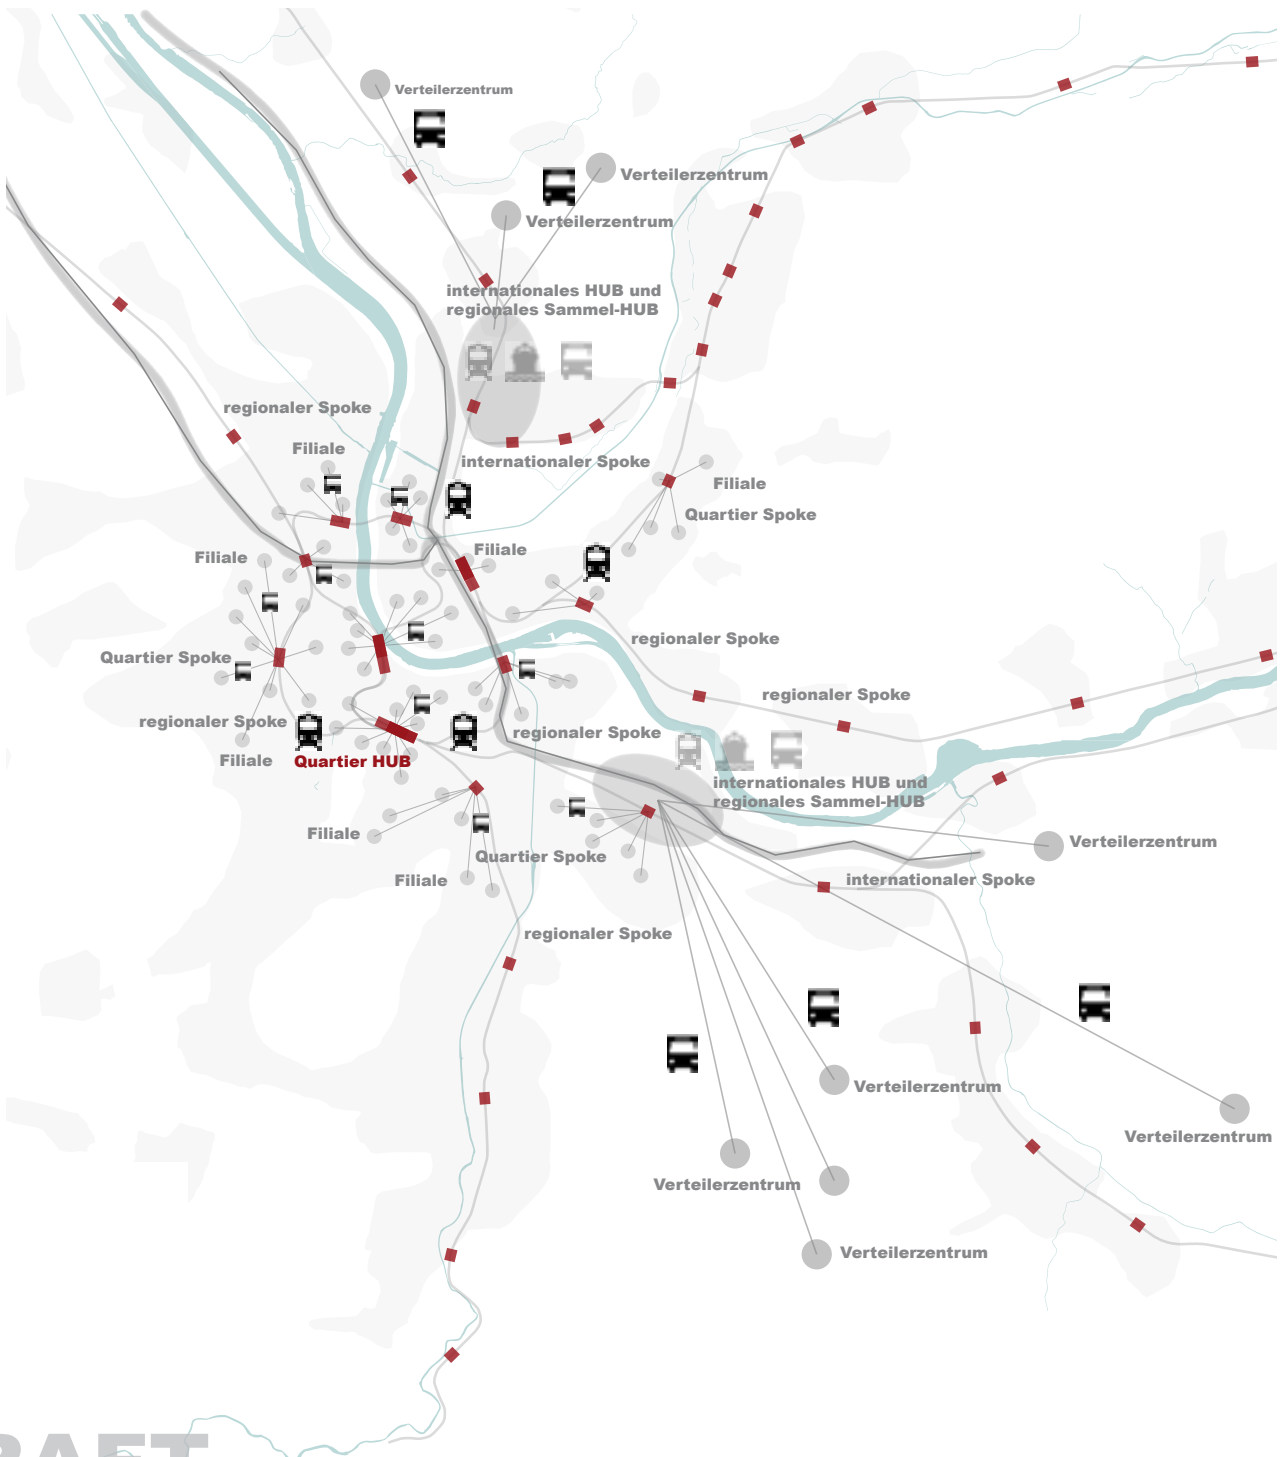 Verteilerzentrum
Verteilerzentrum
Verteilerzentrum
internationales HUB und
regionales Sammel-HUB
regionaler Spoke
Filiale
internationaler Spoke
Filiale
Quartier Spoke
Filiale
Filiale
regionaler Spoke
Quartier Spoke
regionaler Spoke
regionaler Spoke
regionaler Spoke
Filiale
Quartier HUB
internationales HUB und
regionales Sammel-HUB
Filiale
Verteilerzentrum
Quartier Spoke
Filiale
internationaler Spoke
regionaler Spoke
Verteilerzentrum
Verteilerzentrum
Verteilerzentrum
Verteilerzentrum